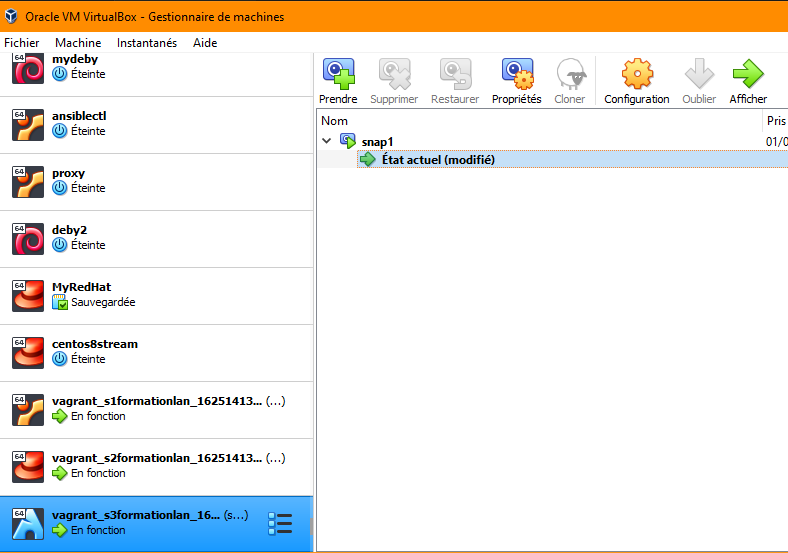 Oracle VM VirtualBox - Gestionnaire de machines
Fichier Machine Instantanés Aide
64 mydeby
Éteinte
64 ansiblectl
Éteinte
64 proxy
Éteinte
64 deby2
Éteinte
64 MyRedHat
Sauvegardée
64 centos8stream
Éteinte
64 vagrant_s1formationlan_16251413... (...)
En fonction
64 vagrant_s2formationlan_16251413... (...)
En fonction
64 vagrant_s3formationlan_16... (s...)
En fonction
Prendre Supprimer Restaurer Propriétés Cloner Configuration Oublier Afficher
Nom Pris
snap1 01/0
État actuel (modifié)